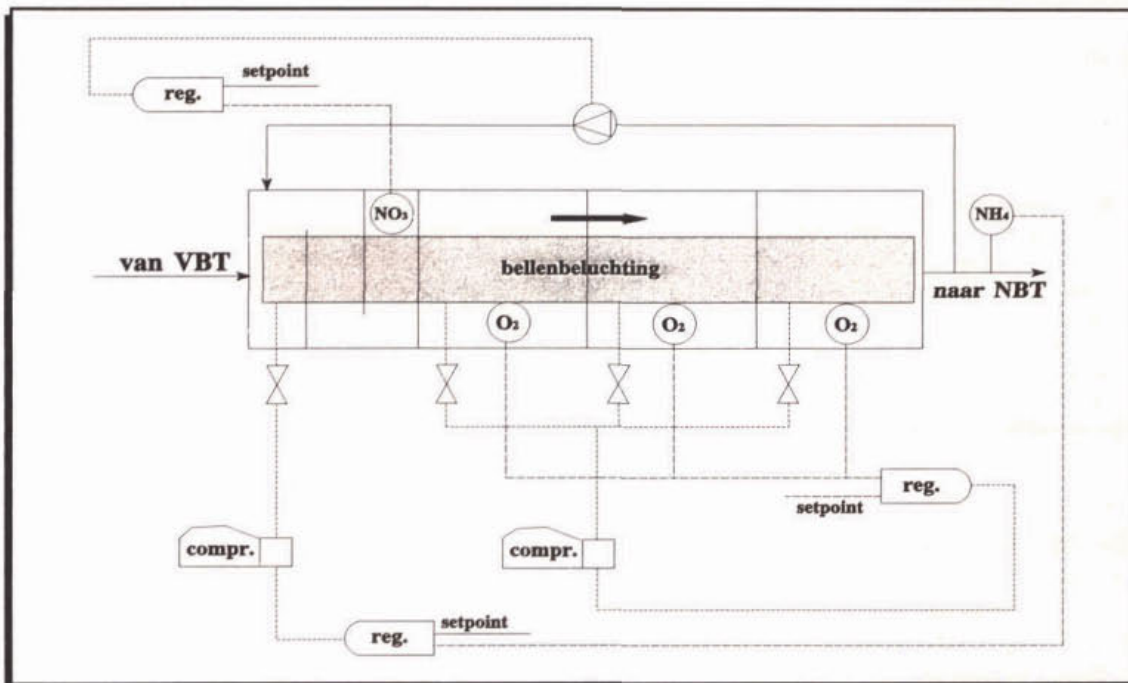 setpoint
reg.
NO₃
NH₄
van VBT
bellenbeluchting
naar NBT
O₂
O₂
O₂
reg.
setpoint
compr.
compr.
setpoint
reg.